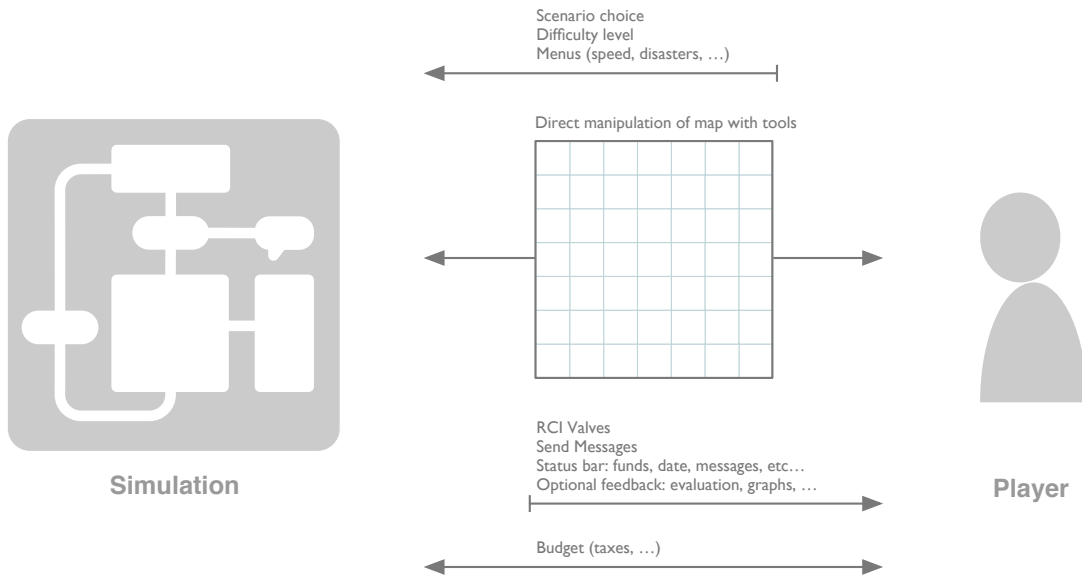 Scenario choice
Difficulty level
Menus (speed, disasters, …)
Direct manipulation of map with tools
RCI Valves
Send Messages
Status bar: funds, date, messages, etc…
Optional feedback: evaluation, graphs, …
Simulation
Player
Budget (taxes, …)